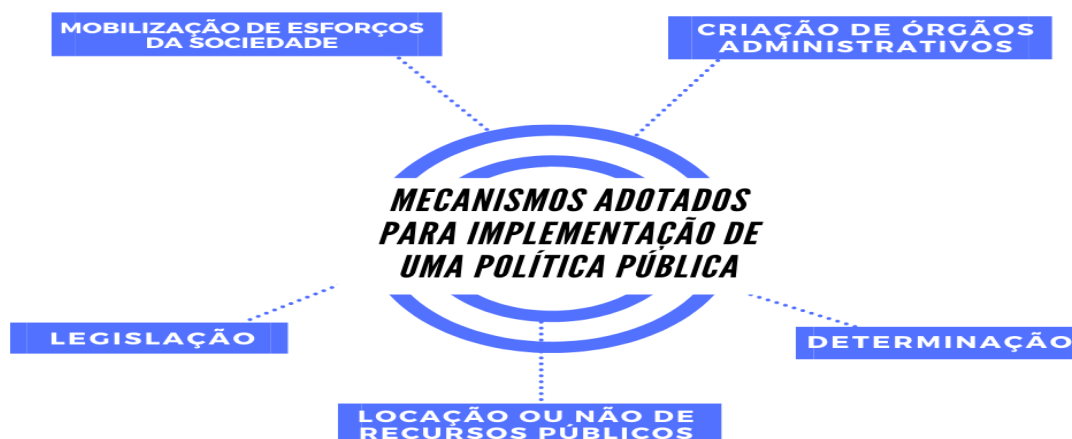 MOBILIZAÇÃO DE ESFORÇOS
DA SOCIEDADE
CRIAÇÃO DE ÓRGÃOS
ADMINISTRATIVOS
MECANISMOS ADOTADOS
PARA IMPLEMENTAÇÃO DE
UMA POLÍTICA PÚBLICA
LEGISLAÇÃO
DETERMINAÇÃO
LOCAÇÃO OU NÃO DE
RECURSOS PÚBLICOS